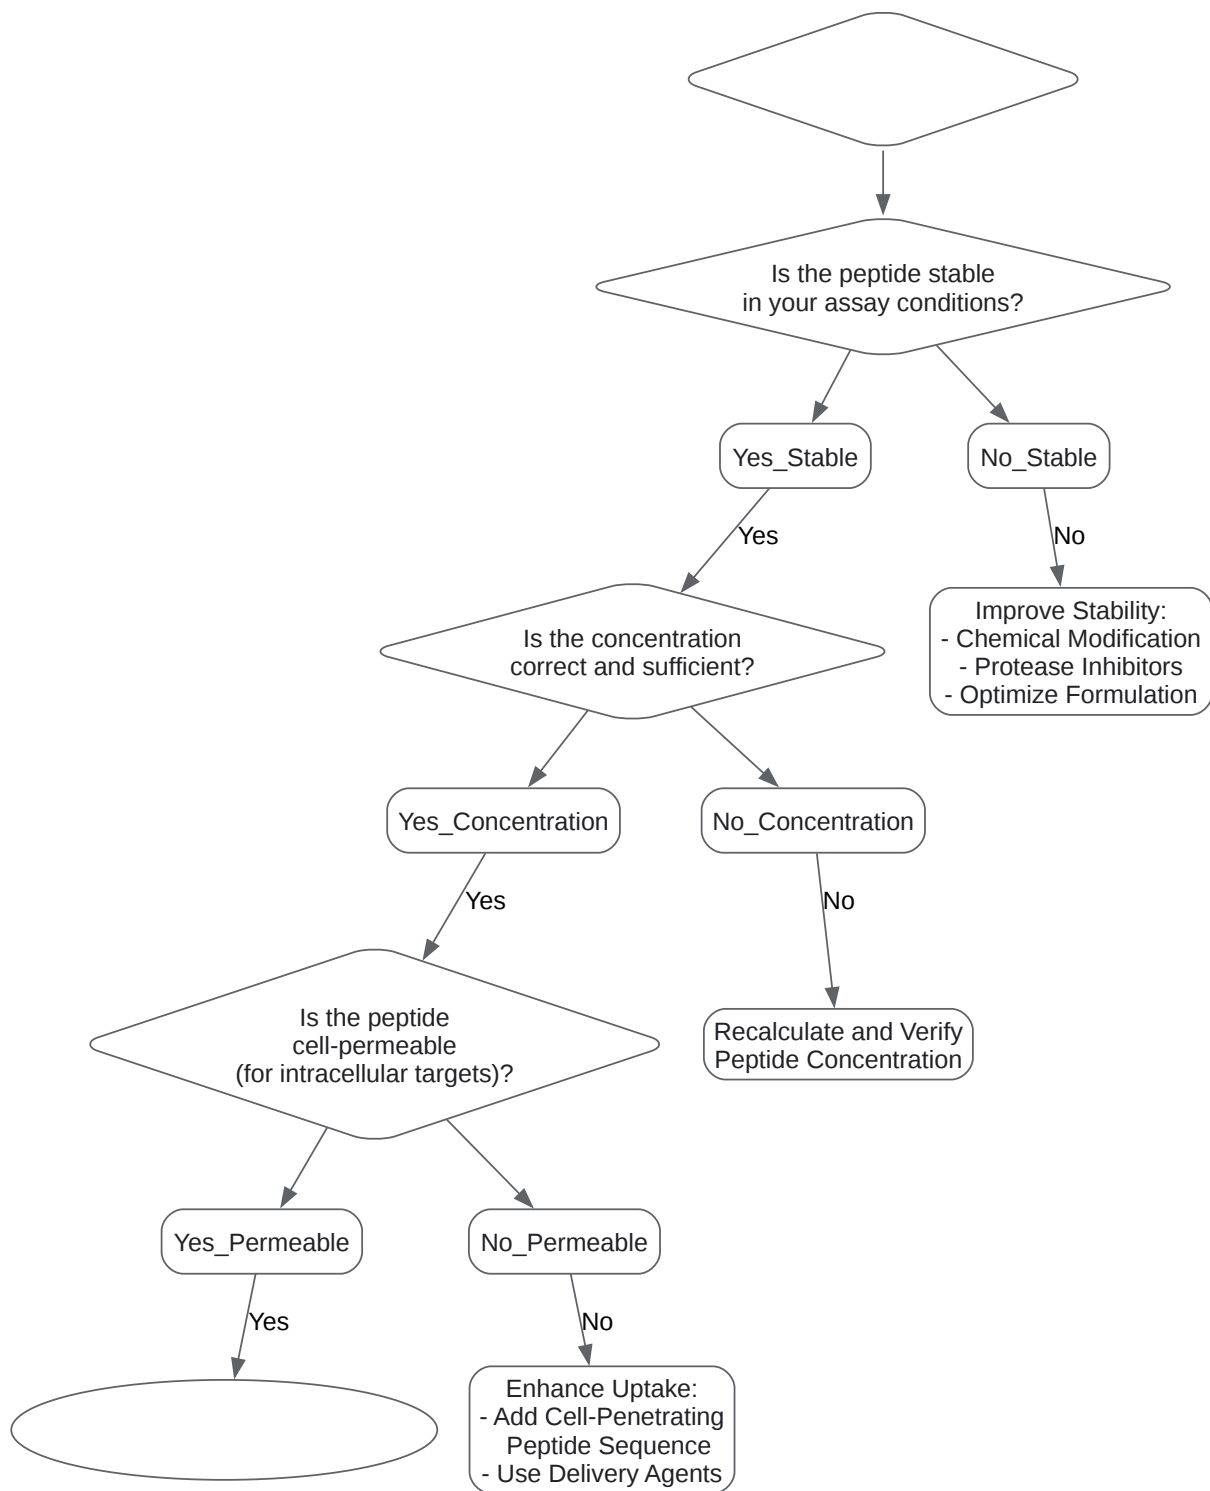 Is the peptide stable
in your assay conditions?
Yes_Stable
No_Stable
Yes
No
Improve Stability:
- Chemical Modification
- Protease Inhibitors
- Optimize Formulation
Is the concentration
correct and sufficient?
Yes_Concentration
No_Concentration
Yes
No
Is the peptide
cell-permeable
(for intracellular targets)?
Recalculate and Verify
Peptide Concentration
Yes_Permeable
No_Permeable
Yes
No
Enhance Uptake:
- Add Cell-Penetrating
Peptide Sequence
- Use Delivery Agents